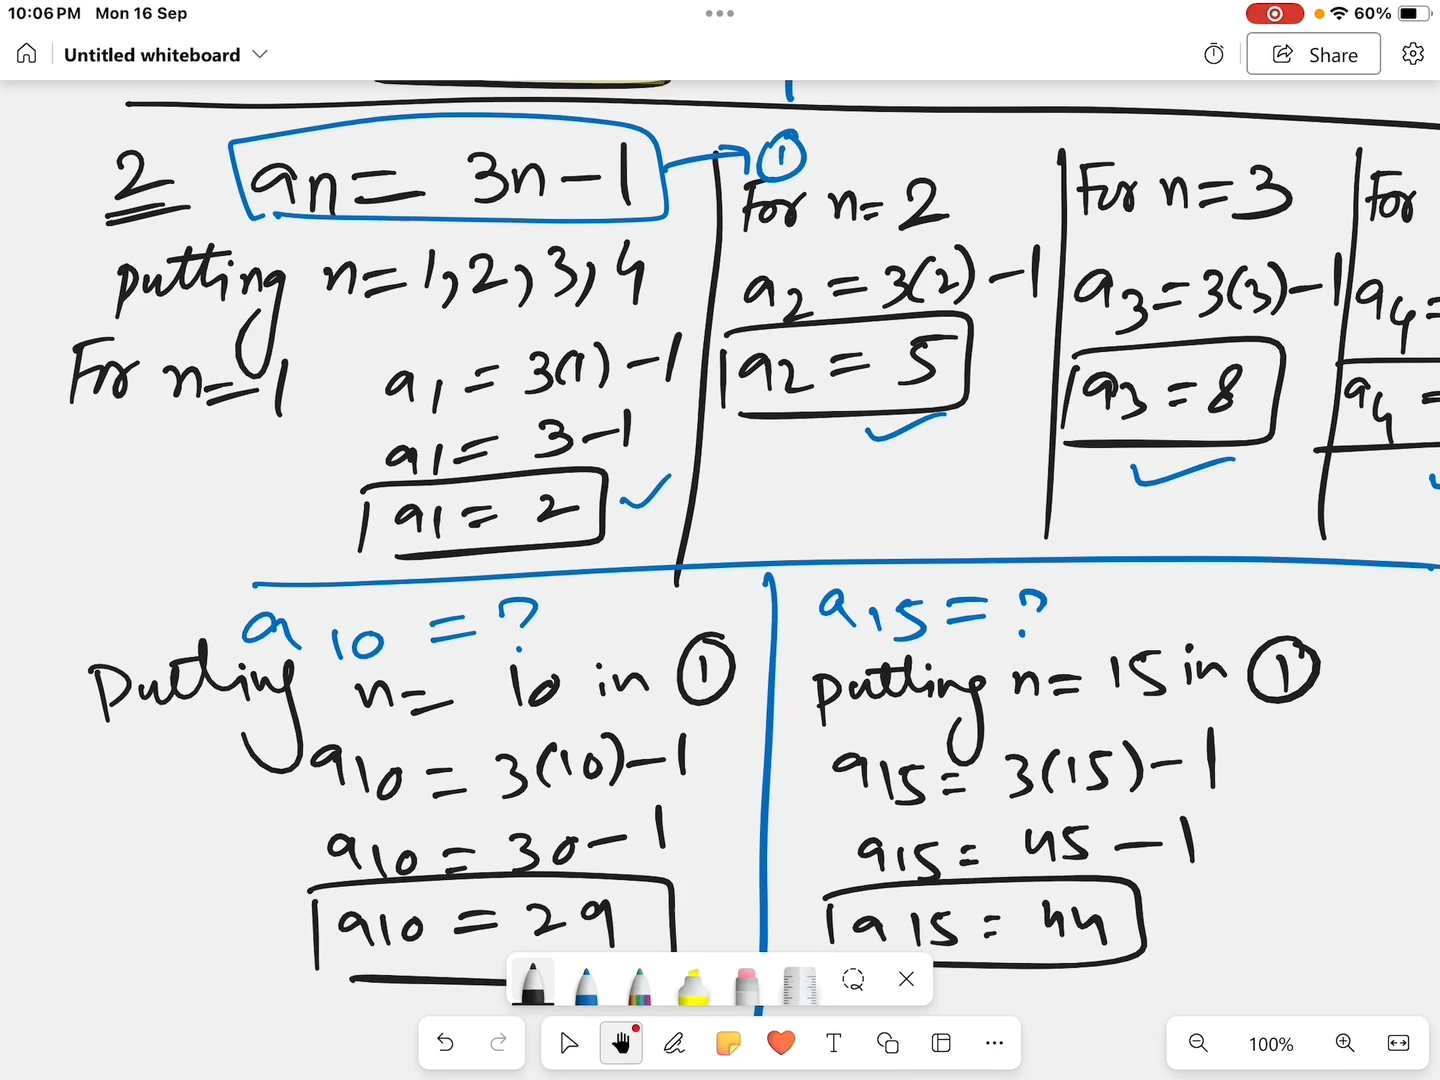 10:06 PM Mon 16 Sep
60%
Untitled whiteboard
Share
2 an = 3n-1 → ①
putting n=1,2,3,4
For n=1
a1 = 3(1)-1
a1 = 3-1
a1 = 2
For n=2
a2 = 3(2)-1
a2 = 5
For n=3
a3 = 3(3)-1
a3 = 8
For
a4 =
a4 =
a10 = ?
Putting n= 10 in ①
a10 = 3(10)-1
a10 = 30-1
a10 = 29
a15 = ?
putting n= 15 in ①
a15 = 3(15)-1
a15 = 45-1
a15 = 44
T
100%